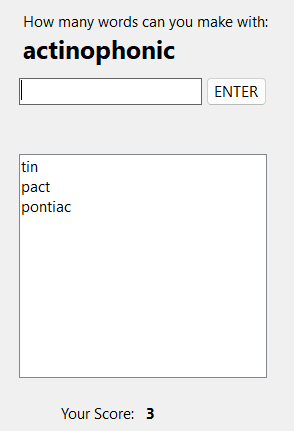 How many words can you make with:
actinophonic
ENTER
tin
pact
pontiac
Your Score: 3